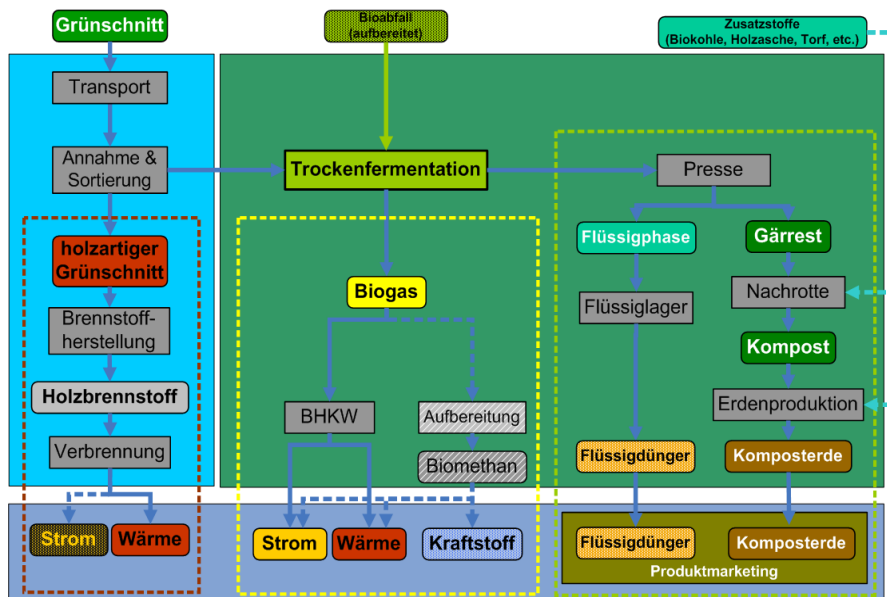 Grünschnitt
Bioabfall
(aufbereitet)
Zusatzstoffe
(Biokohle, Holzasche, Torf, etc.)
Transport
Annahme &
Sortierung
Trockenfermentation
Presse
holzartiger
Grünschnitt
Flüssigphase
Gärrest
Biogas
Nachrotte
Flüssiglager
Brennstoff-
herstellung
Kompost
Holzbrennstoff
Erdenproduktion
BHKW
Aufbereitung
Verbrennung
Biomethan
Flüssigdünger
Komposterde
Strom
Wärme
Strom
Wärme
Kraftstoff
Flüssigdünger
Komposterde
Produktmarketing